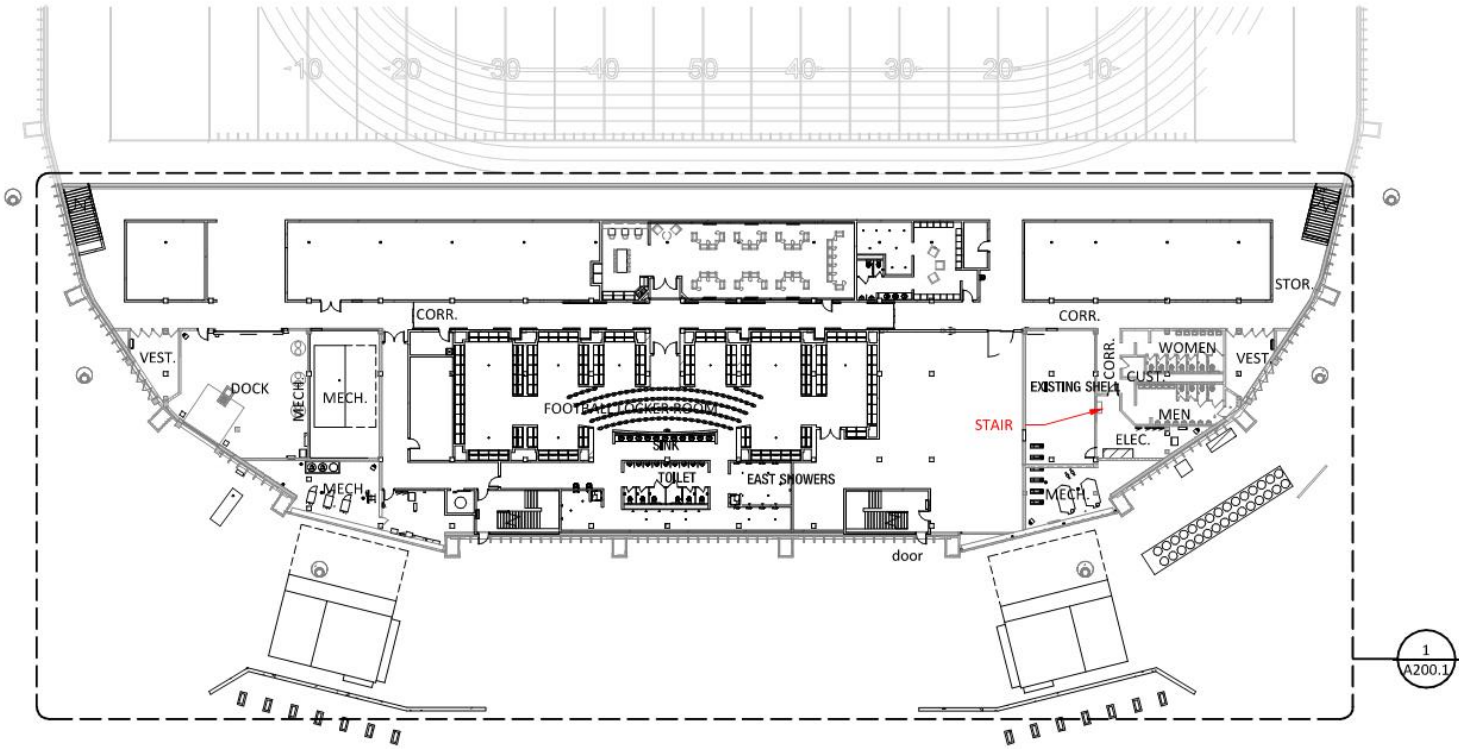 10 20 30 40 50 40 30 20 10
STOR.
CORR.
CORR.
VEST.
WOMEN
VEST.
CORR.
CUST.
DOCK
MECH.
MECH.
EXISTING SHELL
FOOTBALL LOCKER ROOM
MEN
STAIR
ELEC.
SINK
TOILET
EAST SHOWERS
MECH.
MECH.
door
1
A200.1